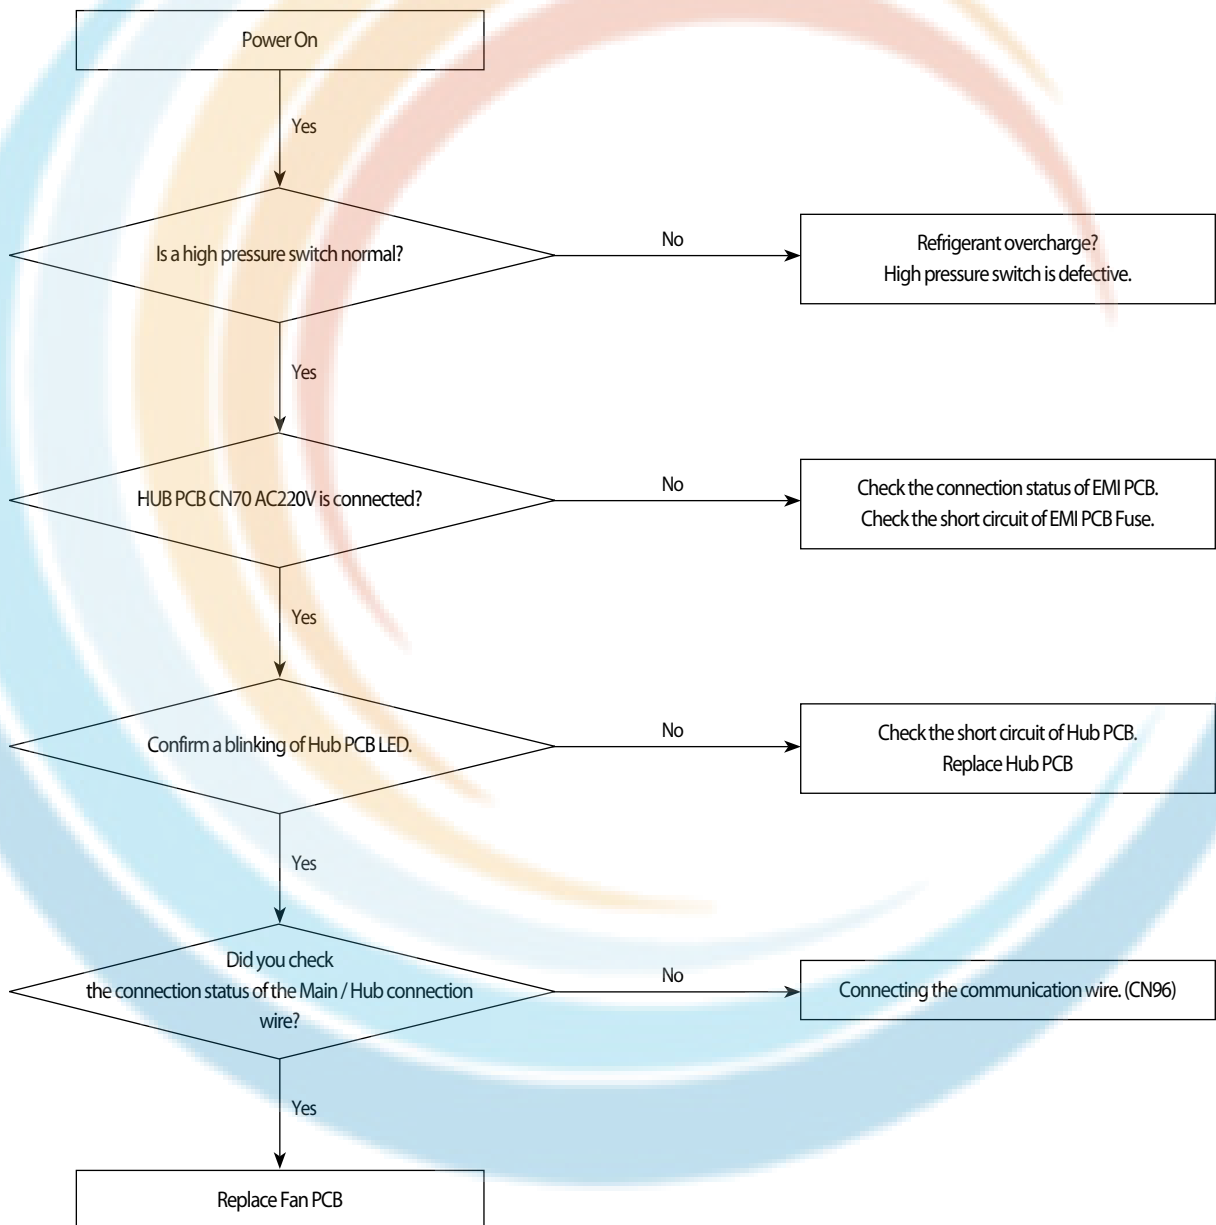 Power On
Yes
Is a high pressure switch normal?
No
Refrigerant overcharge?
High pressure switch is defective.
Yes
HUB PCB CN70 AC220V is connected?
No
Check the connection status of EMI PCB.
Check the short circuit of EMI PCB Fuse.
Yes
Confirm a blinking of Hub PCB LED.
No
Check the short circuit of Hub PCB.
Replace Hub PCB
Yes
Did you check
the connection status of the Main / Hub connection
wire?
No
Connecting the communication wire. (CN96)
Yes
Replace Fan PCB